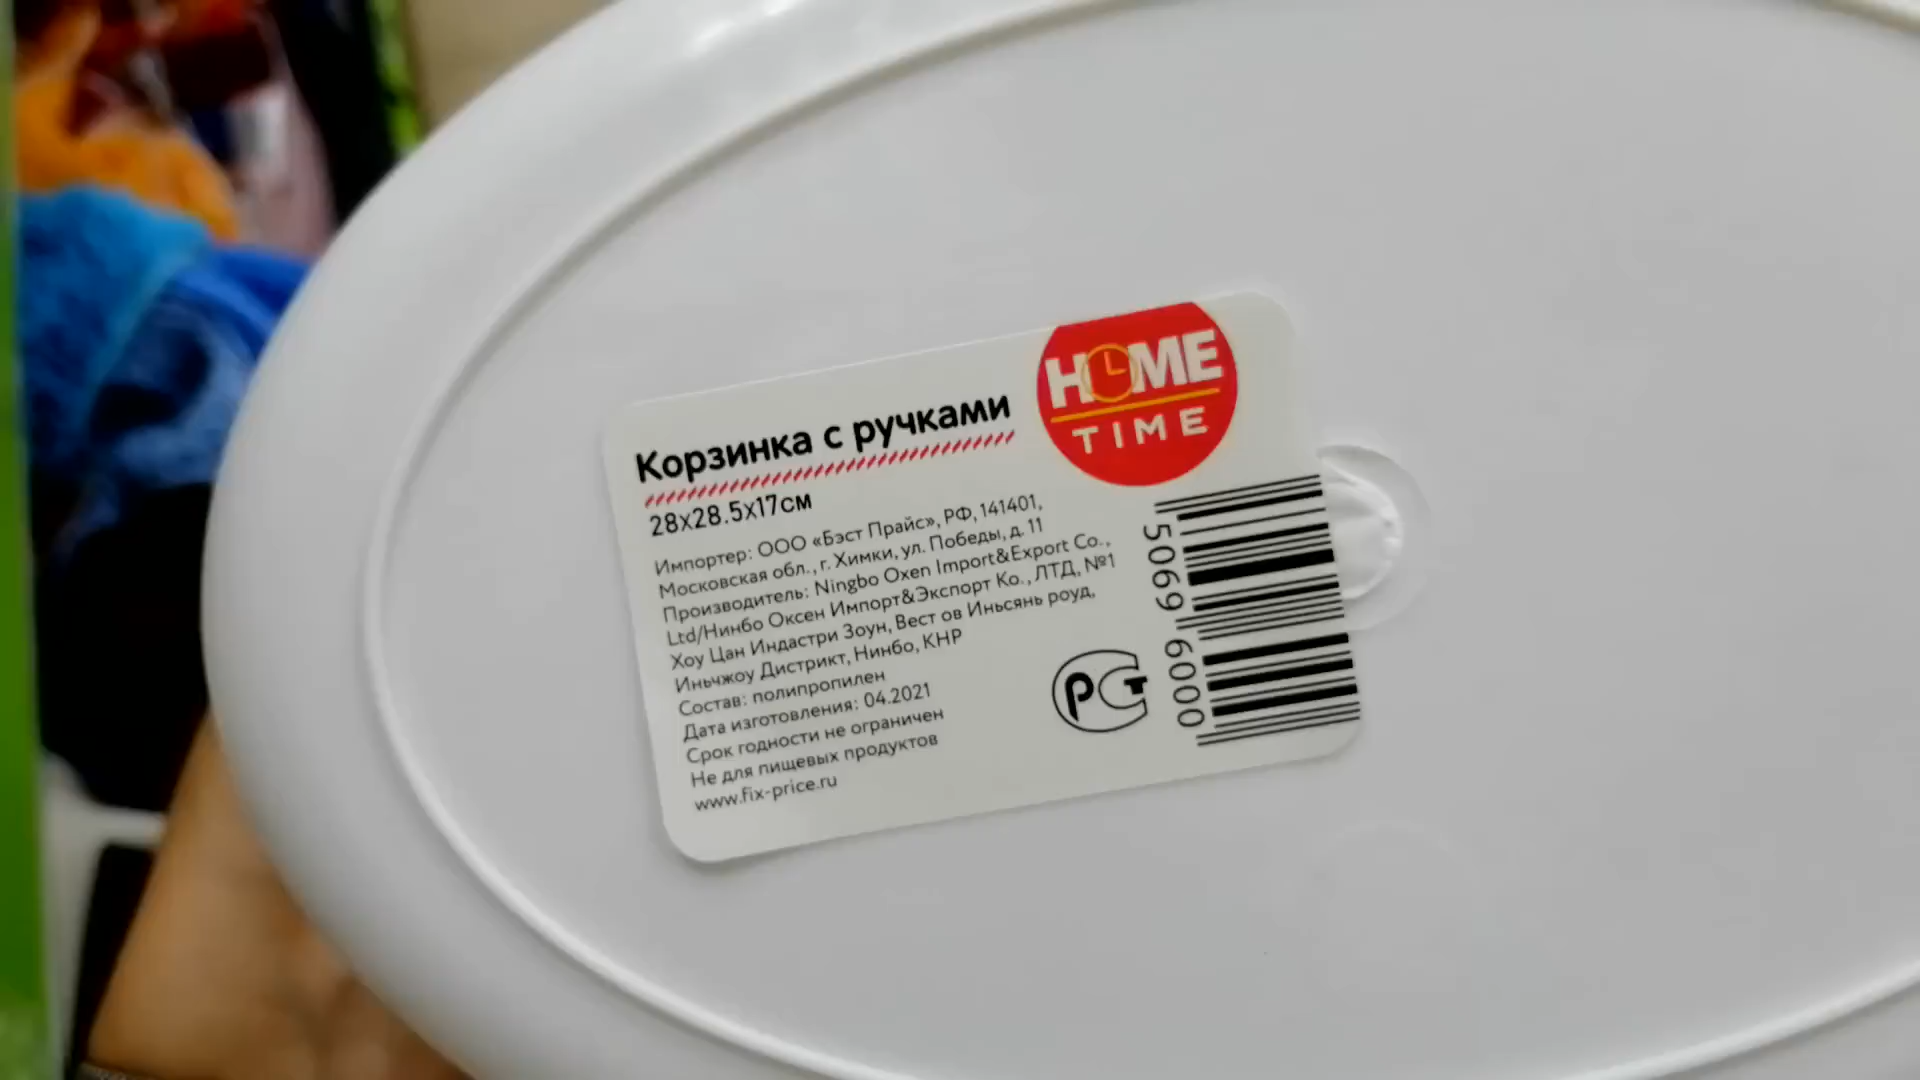 HOME
TIME
Корзинка с ручками
28х28.5х17см
Импортер: ООО «Бэст Прайс», РФ, 141401,
Московская обл., г. Химки, ул. Победы, д. 11
Производитель: Ningbo Oxen Import&Export Co.,
Ltd/Нинбо Оксен Импорт&Экспорт Ко., ЛТД, №1
Хоу Цан Индастри Зоун, Вест ов Иньсянь роуд,
Иньчжоу Дистрикт, Нинбо, КНР
Состав: полипропилен
Дата изготовления: 04.2021
Срок годности не ограничен
Не для пищевых продуктов
www.fix-price.ru
РСТ
5069 6000